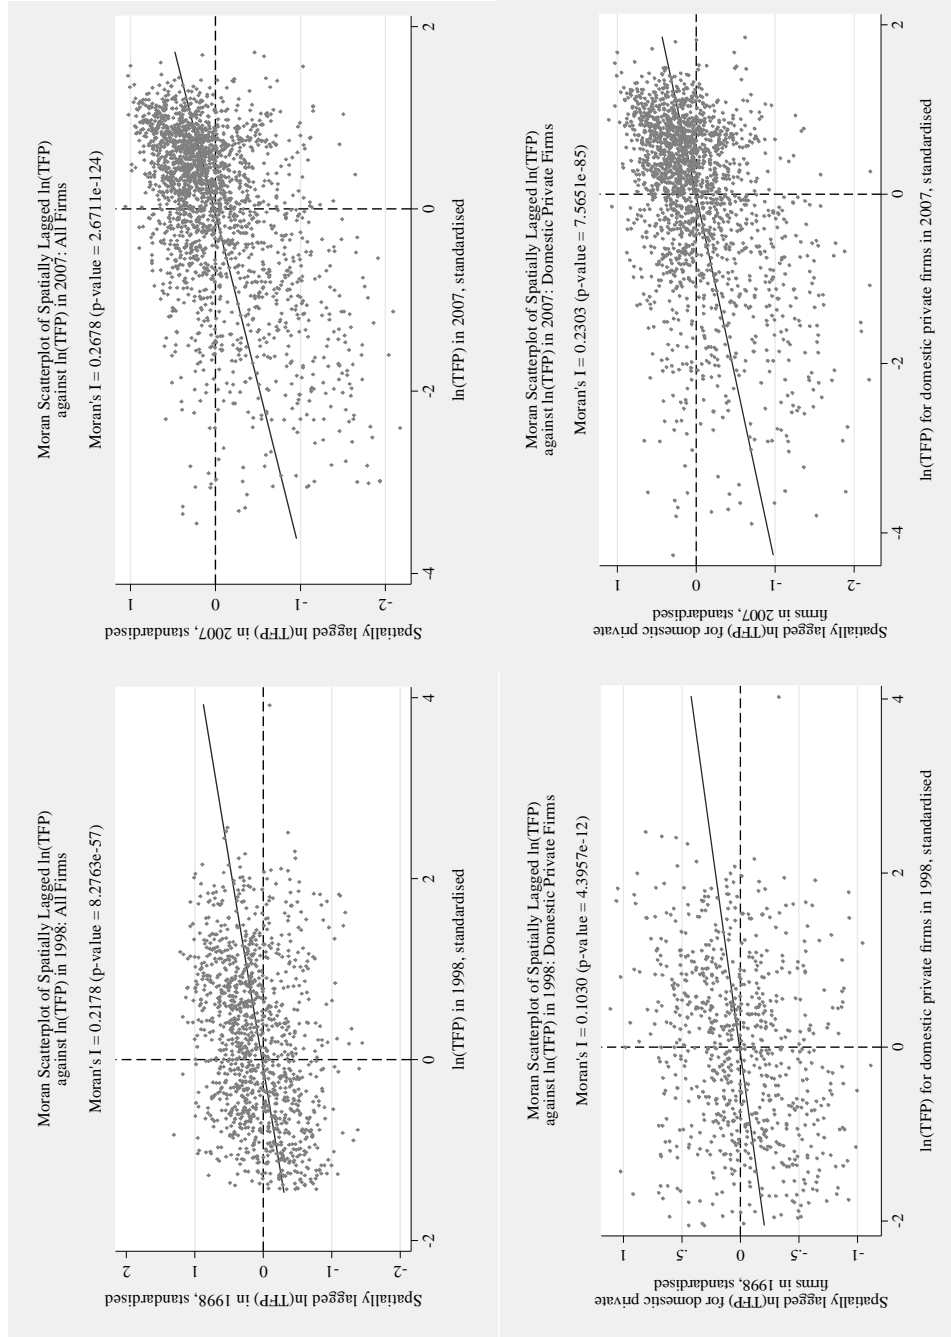 Moran Scatterplot of Spatially Lagged ln(TFP)
against ln(TFP) in 1998: All Firms
Moran's I = 0.2178 (p-value = 8.2763e-57)
Spatially lagged ln(TFP) in 1998, standardised
2
1
0
-1
-2
-2
0
2
4
ln(TFP) in 1998, standardised
Moran Scatterplot of Spatially Lagged ln(TFP)
against ln(TFP) in 2007: All Firms
Moran's I = 0.2678 (p-value = 2.6711e-124)
Spatially lagged ln(TFP) in 2007, standardised
1
0
-1
-2
-4
-2
0
2
ln(TFP) in 2007, standardised
Moran Scatterplot of Spatially Lagged ln(TFP)
against ln(TFP) in 1998: Domestic Private Firms
Moran's I = 0.1030 (p-value = 4.3957e-12)
Spatially lagged ln(TFP) for domestic private
firms in 1998, standardised
1
.5
0
-.5
-1
-2
0
2
4
ln(TFP) for domestic private firms in 1998, standardised
Moran Scatterplot of Spatially Lagged ln(TFP)
against ln(TFP) in 2007: Domestic Private Firms
Moran's I = 0.2303 (p-value = 7.5651e-85)
Spatially lagged ln(TFP) for domestic private
firms in 2007, standardised
1
0
-1
-2
-4
-2
0
2
ln(TFP) for domestic private firms in 2007, standardised